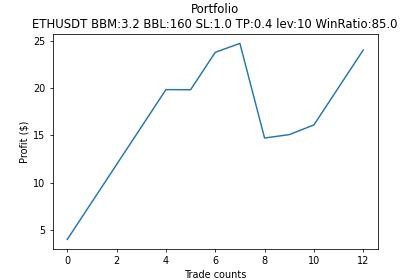 Portfolio
ETHUSDT BBM:3.2 BBL:160 SL:1.0 TP:0.4 lev:10 WinRatio:85.0
25
20
15
10
5
Profit ($)
0 2 4 6 8 10 12
Trade counts